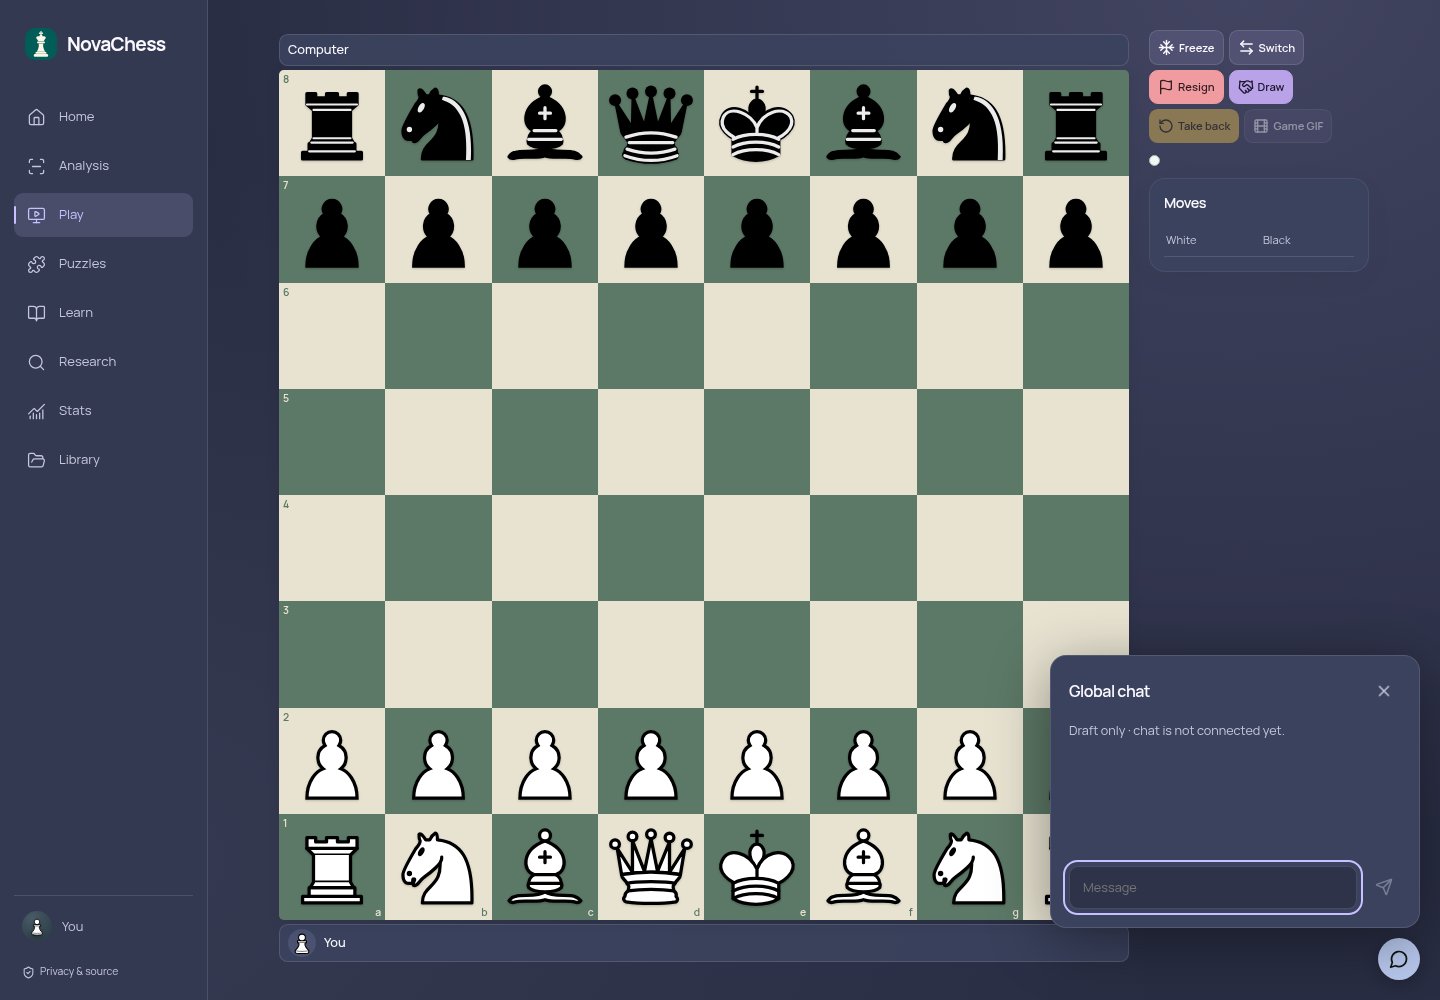 NovaChess
Home
Analysis
Play
Puzzles
Learn
Research
Stats
Library
You
Privacy & source
Computer
8
7
6
5
4
3
2
1
a b c d e f g
You
Freeze
Switch
Resign
Draw
Take back
Game GIF
Moves
White Black
Global chat
Draft only · chat is not connected yet.
Message